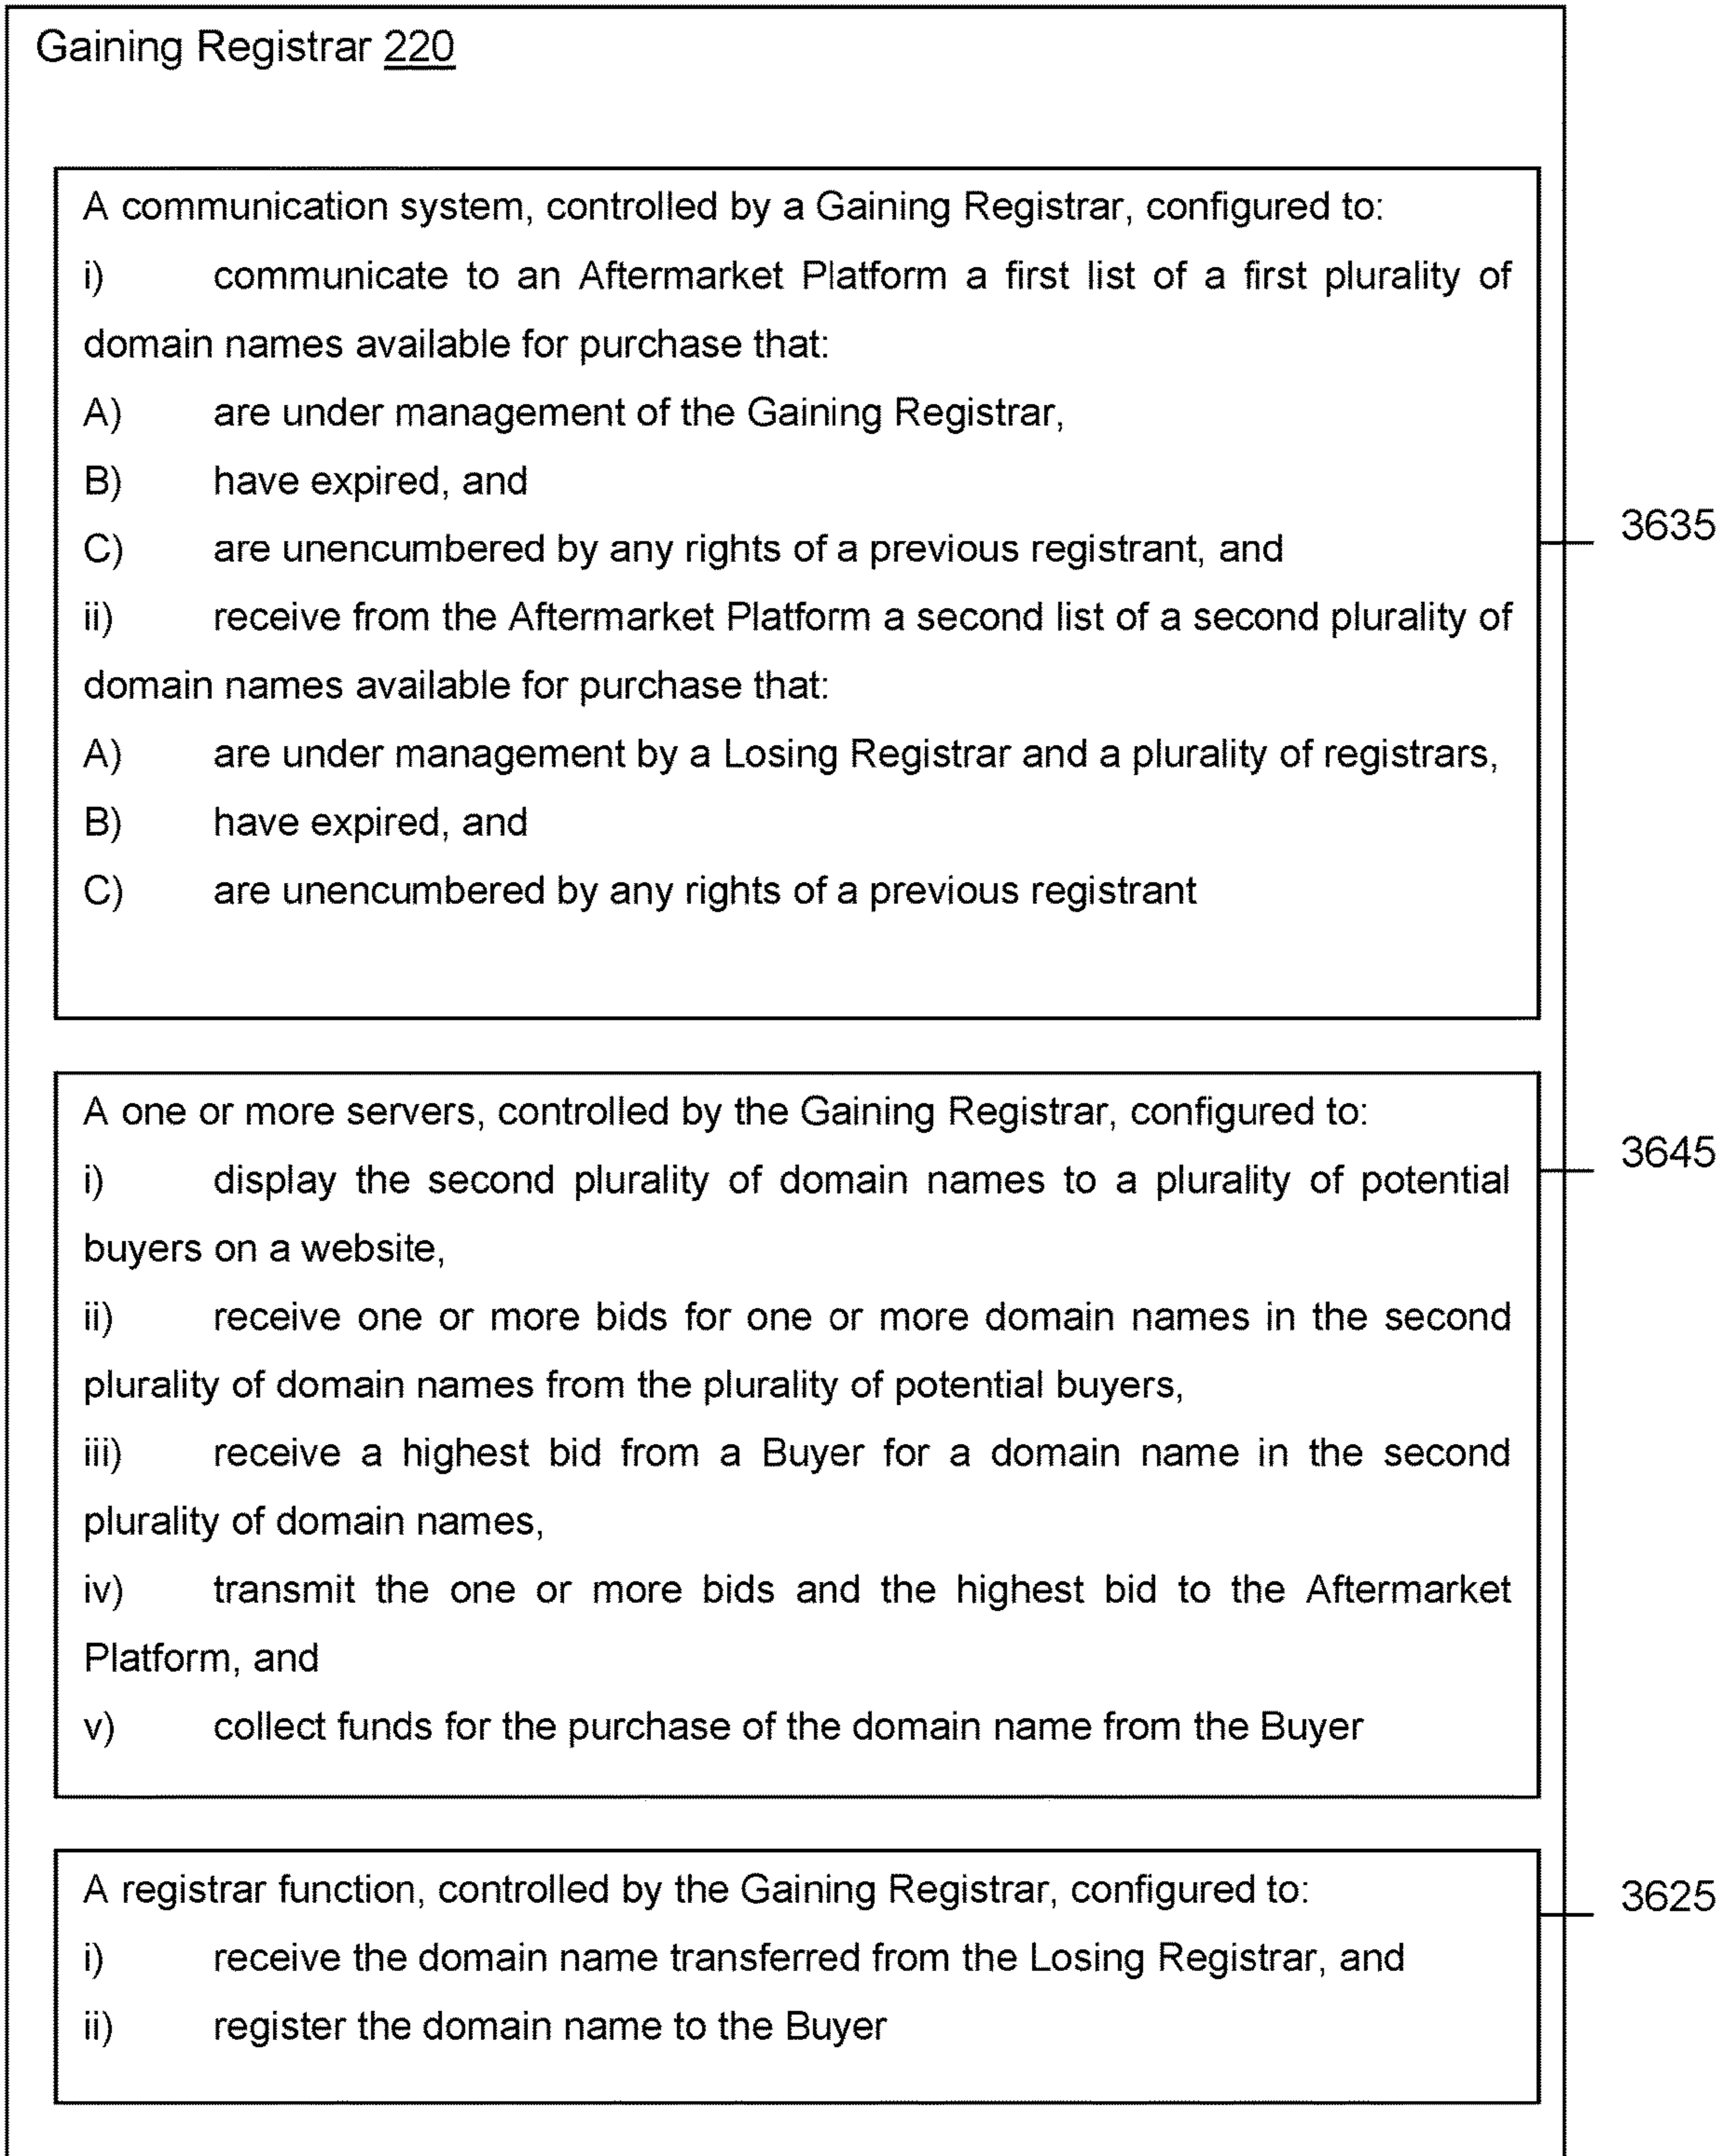 Gaining Registrar 220
A communication system, controlled by a Gaining Registrar, configured to:
i) communicate to an Aftermarket Platform a first list of a first plurality of
domain names available for purchase that:
A) are under management of the Gaining Registrar,
B) have expired, and
C) are unencumbered by any rights of a previous registrant, and
3635
ii) receive from the Aftermarket Platform a second list of a second plurality of
domain names available for purchase that:
A) are under management by a Losing Registrar and a plurality of registrars,
B) have expired, and
C) are unencumbered by any rights of a previous registrant
A one or more servers, controlled by the Gaining Registrar, configured to:
3645
i) display the second plurality of domain names to a plurality of potential
buyers on a website,
ii) receive one or more bids for one or more domain names in the second
plurality of domain names from the plurality of potential buyers,
iii) receive a highest bid from a Buyer for a domain name in the second
plurality of domain names,
iv) transmit the one or more bids and the highest bid to the Aftermarket
Platform, and
v) collect funds for the purchase of the domain name from the Buyer
A registrar function, controlled by the Gaining Registrar, configured to:
3625
i) receive the domain name transferred from the Losing Registrar, and
ii) register the domain name to the Buyer